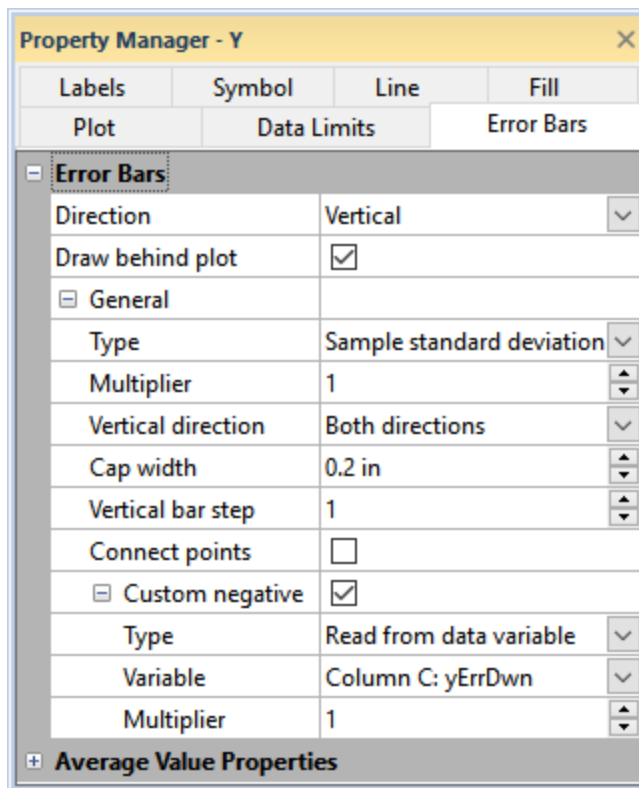 Property Manager - Y
Labels Symbol Line Fill
Plot Data Limits Error Bars
Error Bars
Direction Vertical
Draw behind plot
General
Type Sample standard deviation
Multiplier 1
Vertical direction Both directions
Cap width 0.2 in
Vertical bar step 1
Connect points
Custom negative
Type Read from data variable
Variable Column C: yErrDwn
Multiplier 1
Average Value Properties